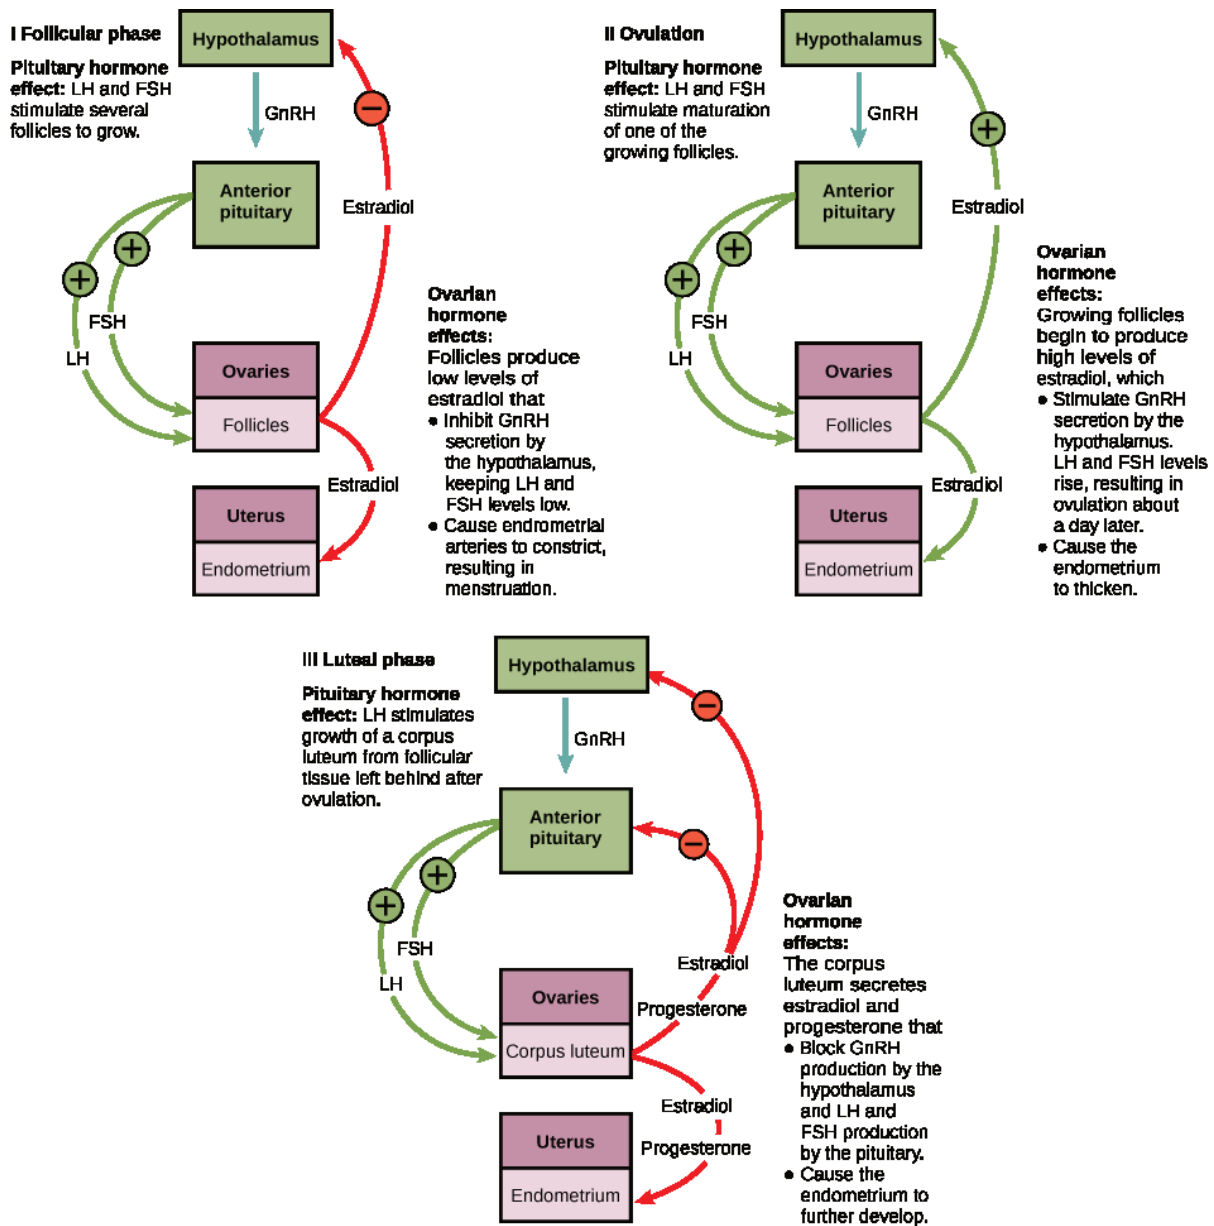 I Follicular phase
Pituitary hormone
effect: LH and FSH
stimulate several
follicles to grow.
Hypothalamus
GnRH
−
Anterior
pituitary
Estradiol
+
+
FSH
LH
Ovaries
Follicles
Estradiol
Uterus
Endometrium
Ovarian
hormone
effects:
Follicles produce
low levels of
estradiol that
● Inhibit GnRH
secretion by
the hypothalamus,
keeping LH and
FSH levels low.
● Cause endrometrial
arteries to constrict,
resulting in
menstruation.
II Ovulation
Pituitary hormone
effect: LH and FSH
stimulate maturation
of one of the
growing follicles.
Hypothalamus
GnRH
+
Anterior
pituitary
Estradiol
+
+
FSH
LH
Ovaries
Follicles
Estradiol
Uterus
Endometrium
Ovarian
hormone
effects:
Growing follicles
begin to produce
high levels of
estradiol, which
● Stimulate GnRH
secretion by the
hypothalamus.
LH and FSH levels
rise, resulting in
ovulation about
a day later.
● Cause the
endometrium
to thicken.
III Luteal phase
Pituitary hormone
effect: LH stimulates
growth of a corpus
luteum from follicular
tissue left behind after
ovulation.
Hypothalamus
−
GnRH
Anterior
pituitary
−
+
+
FSH
LH
Estradiol
Progesterone
Ovaries
Corpus luteum
Estradiol
Progesterone
Uterus
Endometrium
Ovarian
hormone
effects:
The corpus
luteum secretes
estradiol and
progesterone that
● Block GnRH
production by the
hypothalamus
and LH and
FSH production
by the pituitary.
● Cause the
endometrium to
further develop.